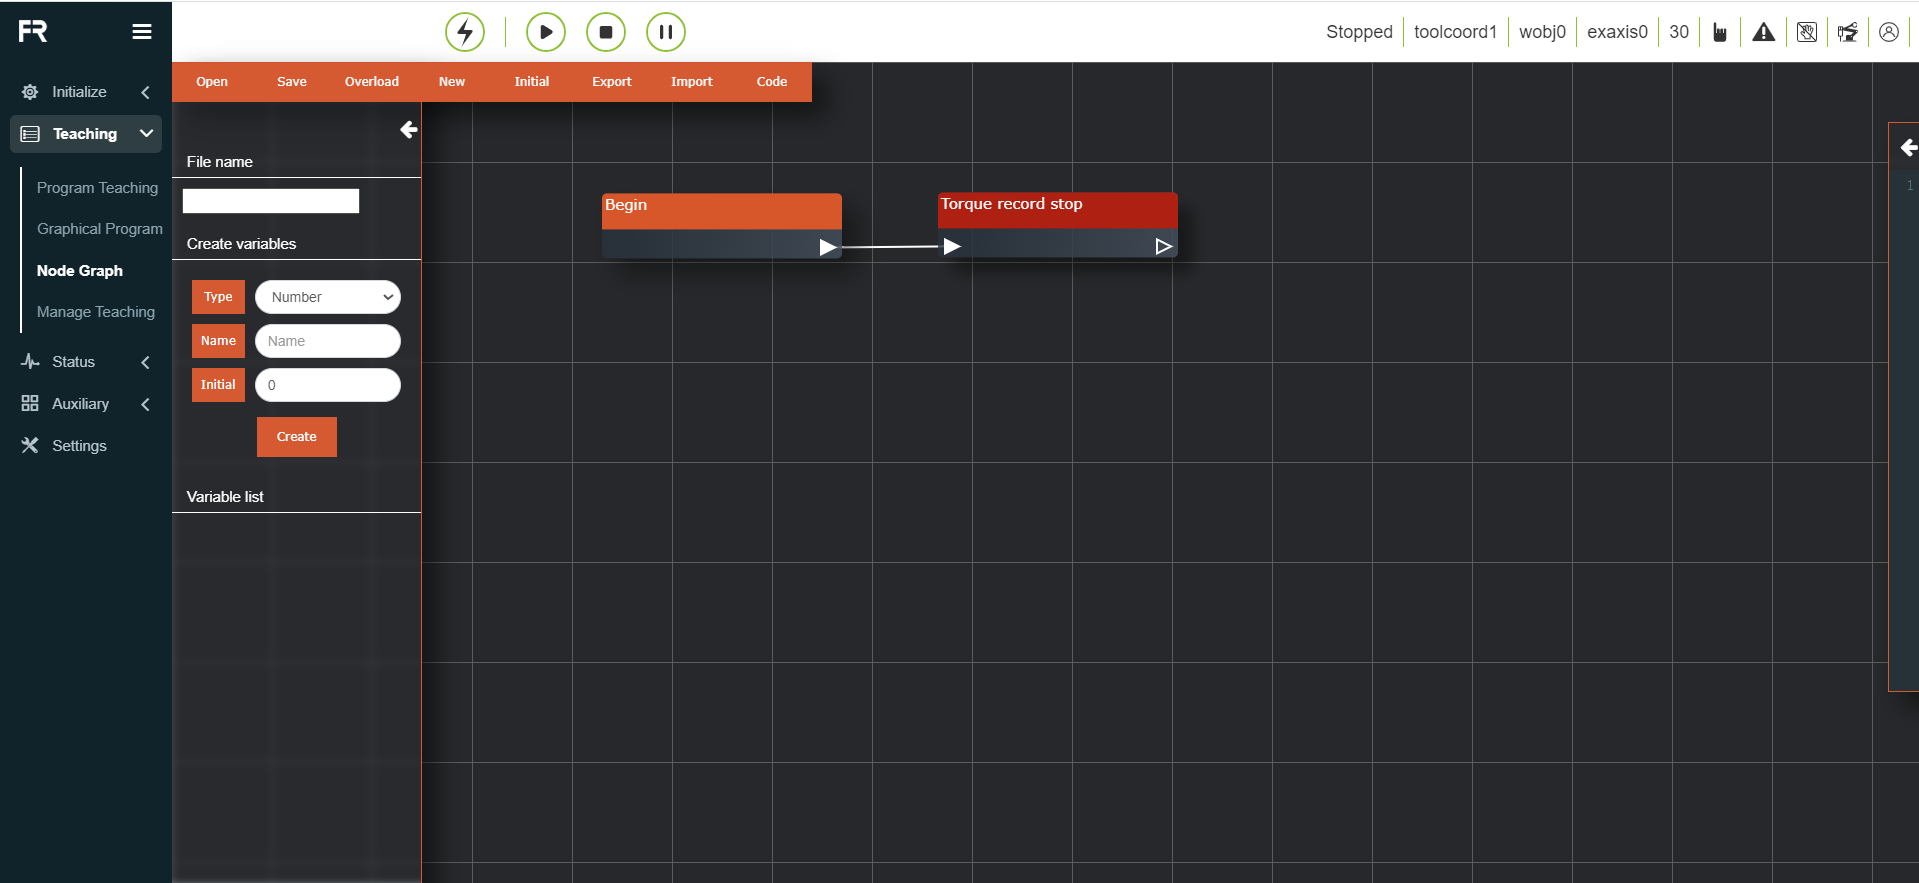 FR
Stopped
toolcoord1
wobj0
exaxis0
30
Initialize
Teaching
Program Teaching
Graphical Program
Node Graph
Manage Teaching
Status
Auxiliary
Settings
Open Save Overload New Initial Export Import Code
File name
Create variables
Type Number
Name Name
Initial 0
Create
Variable list
Begin
Torque record stop
1